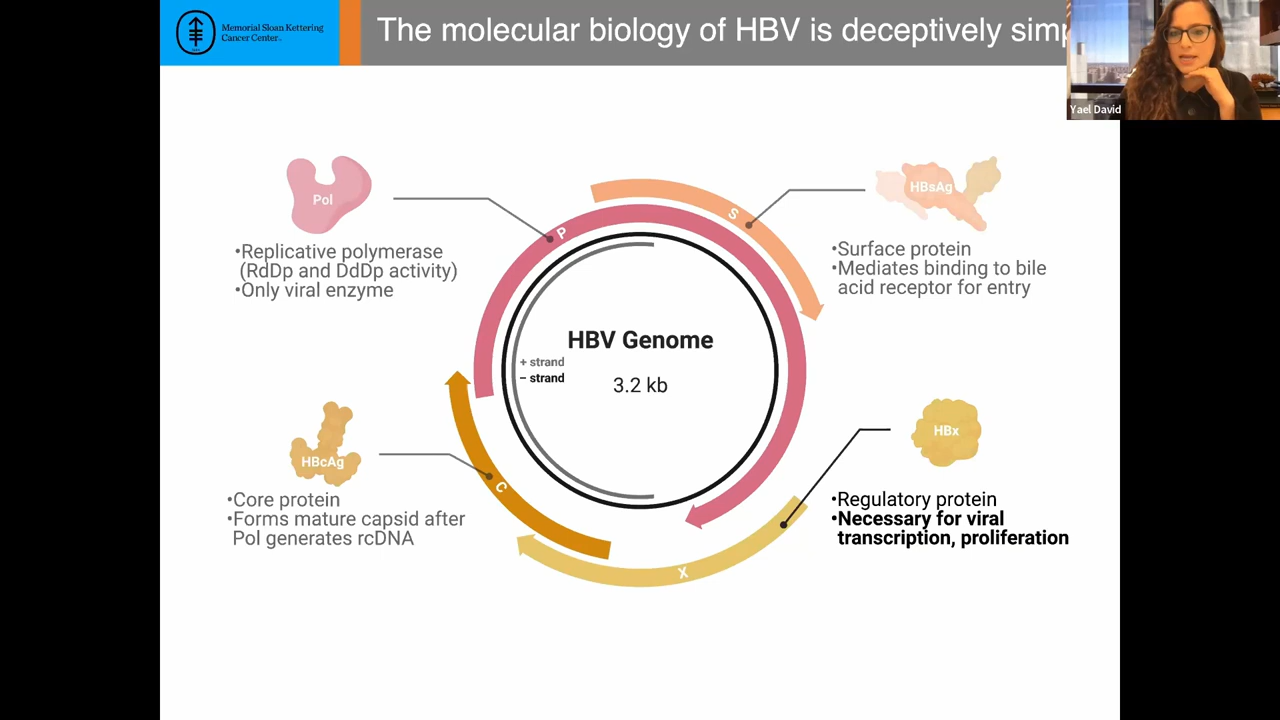 Memorial Sloan Kettering
Cancer Center
The molecular biology of HBV is deceptively
Yael David
Pol
•Replicative polymerase
(RdDp and DdDp activity)
•Only viral enzyme
P
S
HBsAg
•Surface protein
•Mediates binding to bile
acid receptor for entry
HBV Genome
+ strand
− strand
3.2 kb
HBcAg
•Core protein
•Forms mature capsid after
Pol generates rcDNA
C
X
HBx
•Regulatory protein
•Necessary for viral
transcription, proliferation